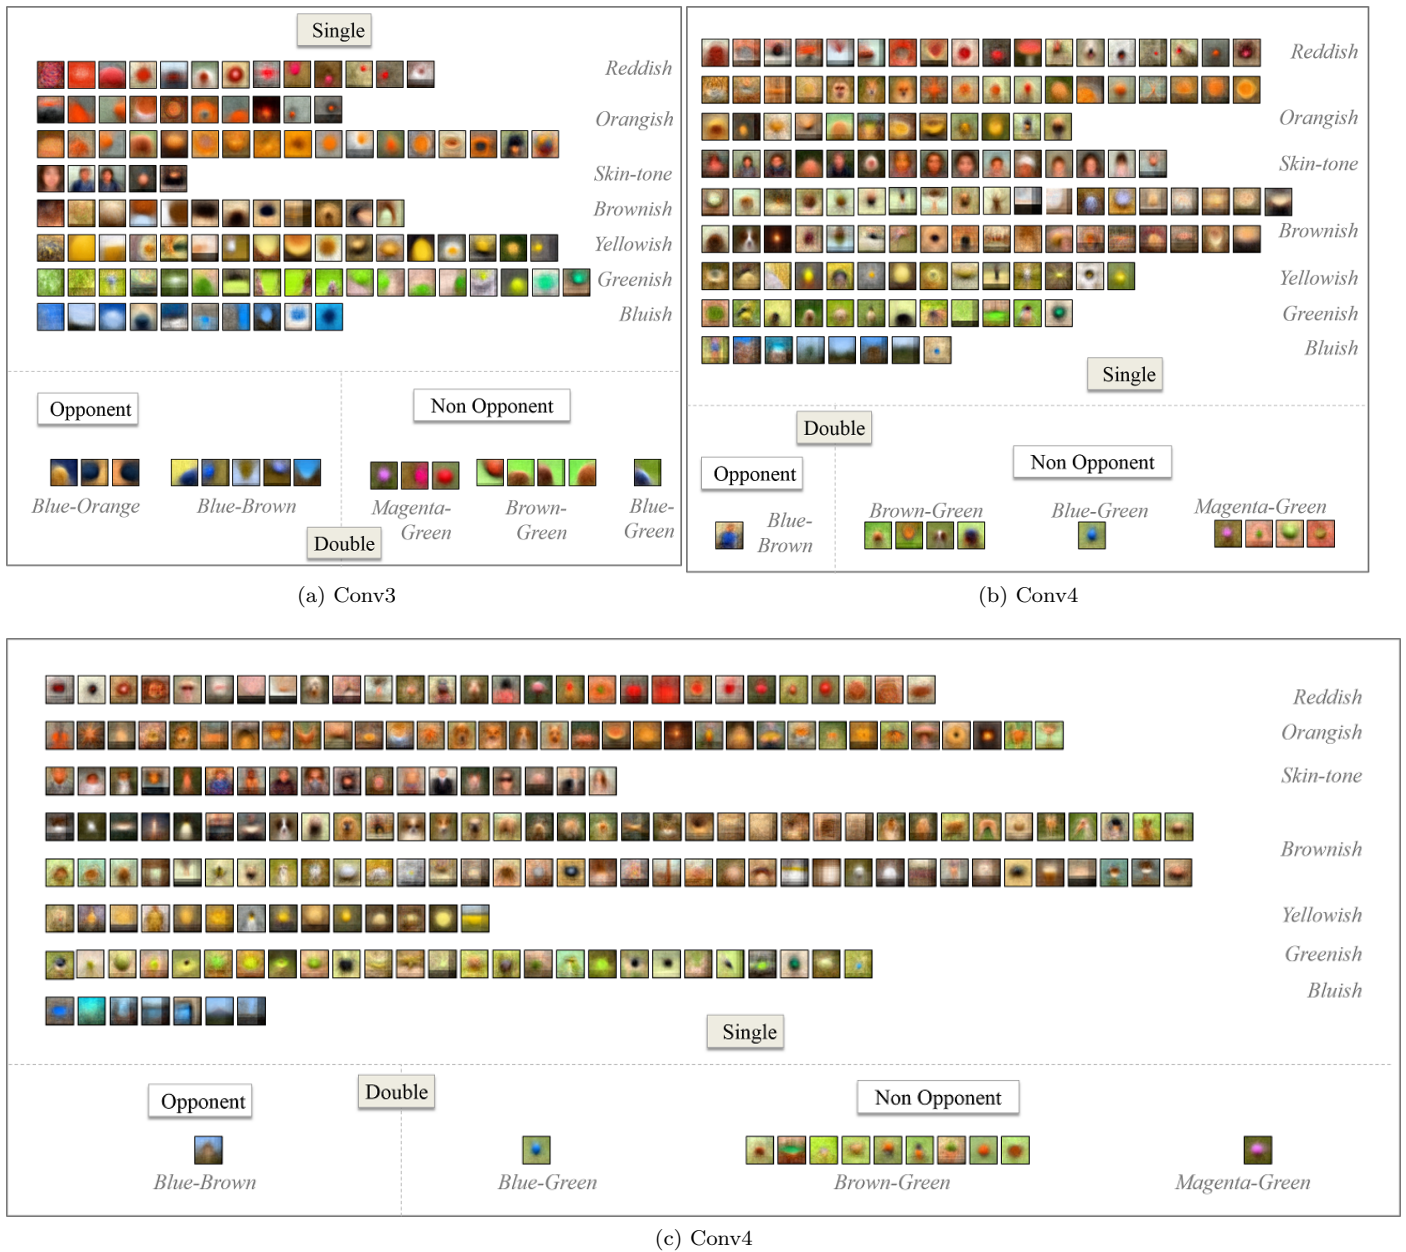 Single
Reddish
Orangish
Skin-tone
Brownish
Yellowish
Greenish
Bluish
Opponent
Non Opponent
Blue-Orange
Blue-Brown
Magenta-
Green
Brown-
Green
Blue-
Green
Double
(a) Conv3
Reddish
Orangish
Skin-tone
Brownish
Yellowish
Greenish
Bluish
Single
Double
Opponent
Non Opponent
Blue-
Brown
Brown-Green
Blue-Green
Magenta-Green
(b) Conv4
Reddish
Orangish
Skin-tone
Brownish
Yellowish
Greenish
Bluish
Single
Double
Opponent
Non Opponent
Blue-Brown
Blue-Green
Brown-Green
Magenta-Green
(c) Conv4